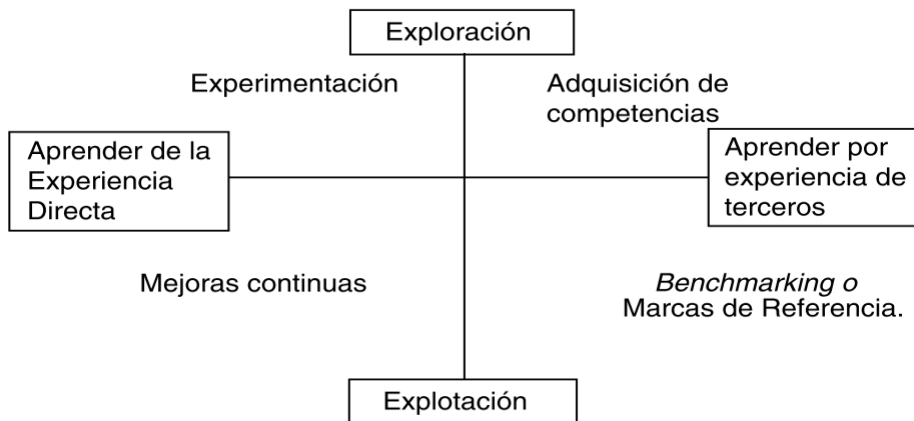 Exploración
Experimentación
Adquisición de
competencias
Aprender de la
Experiencia
Directa
Aprender por
experiencia de
terceros
Mejoras continuas
Benchmarking o
Marcas de Referencia.
Explotación